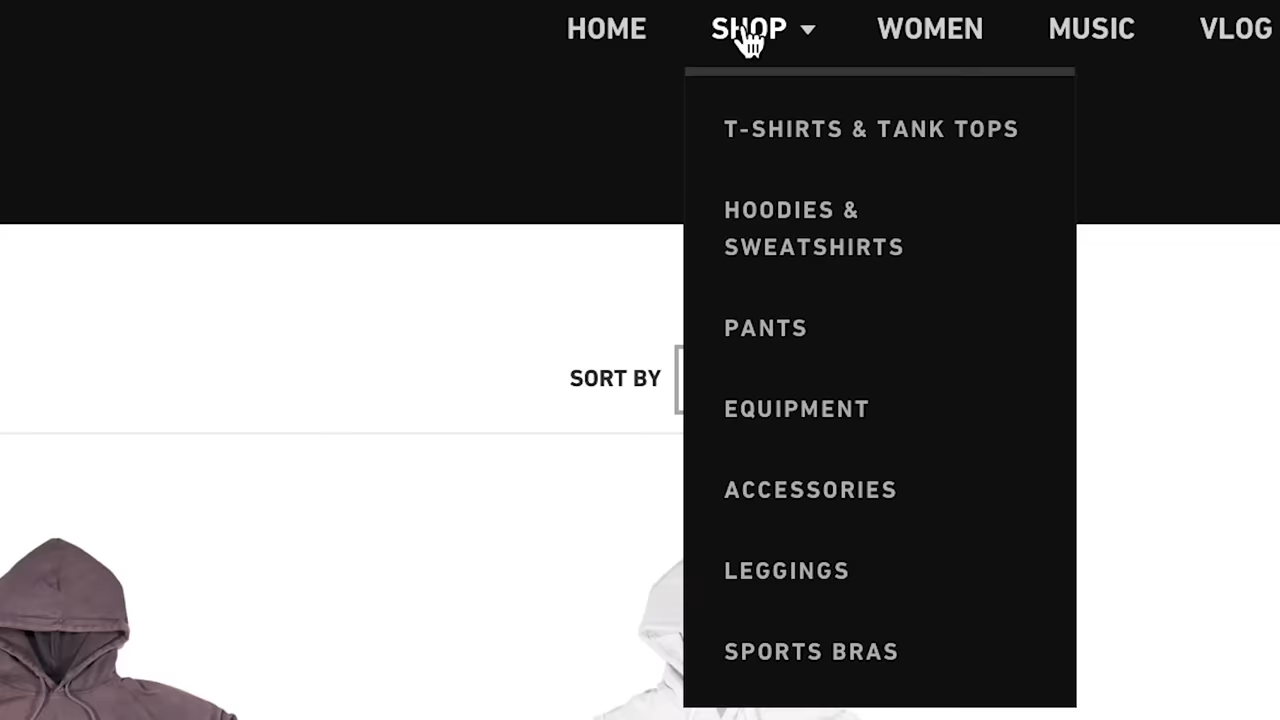 HOME SHOP WOMEN MUSIC VLOG
T-SHIRTS & TANK TOPS
HOODIES &
SWEATSHIRTS
PANTS
SORT BY
EQUIPMENT
ACCESSORIES
LEGGINGS
SPORTS BRAS